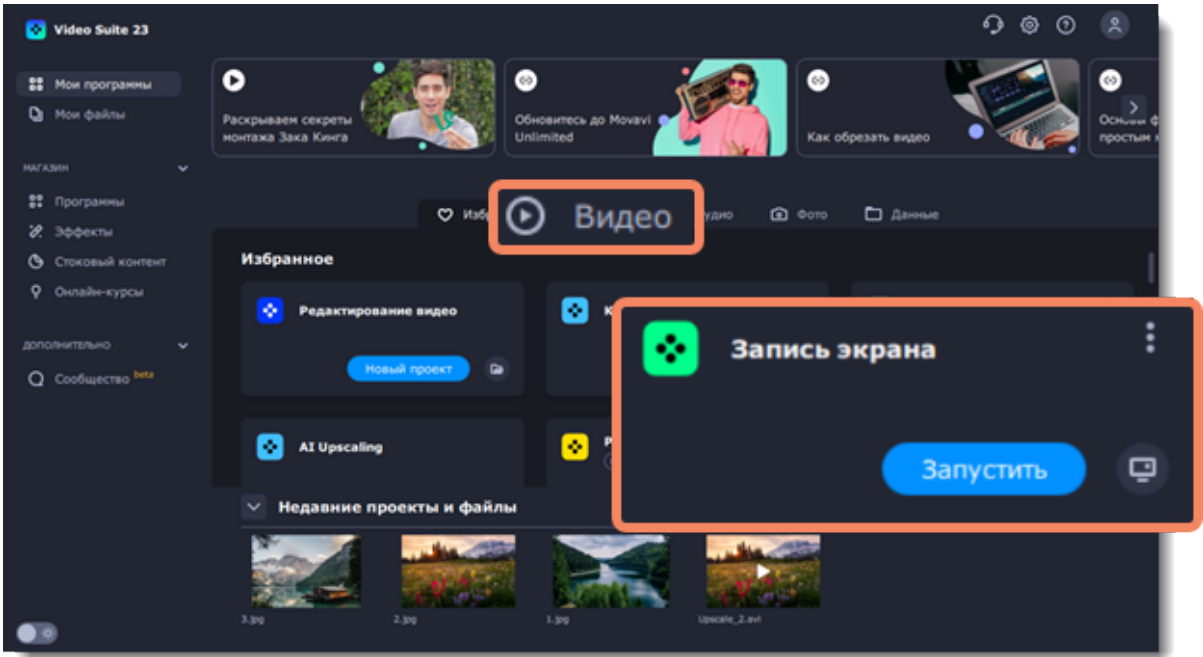 Video Suite 23
Мои программы
Мои файлы
МАГАЗИН
Программы
Эффекты
Стоковый контент
Онлайн-курсы
ДОПОЛНИТЕЛЬНО
Сообщество beta
Раскрываем секреты
монтажа Зака Кинга
Обновитесь до Movavi
Unlimited
Как обрезать видео
простым
Видео
Фото
Данные
Избранное
Редактирование видео
Новый проект
Запись экрана
Запустить
AI Upscaling
Недавние проекты и файлы
3.jpg
2.jpg
1.jpg
Upscale_2.avi